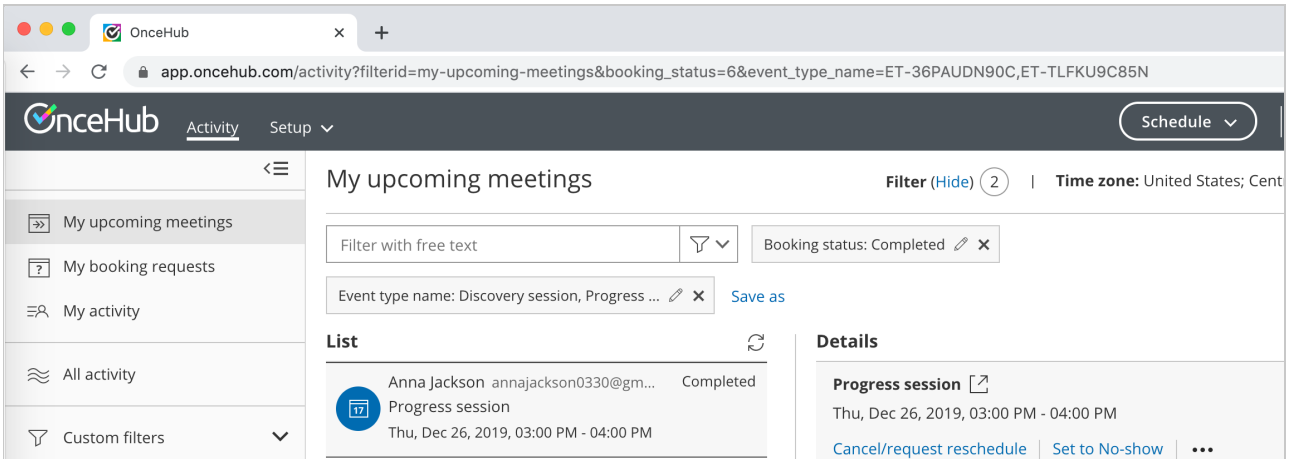 OnceHub
app.oncehub.com/activity?filterid=my-upcoming-meetings&booking_status=6&event_type_name=ET-36PAUDN90C,ET-TLFKU9C85N
OnceHub Activity Setup Schedule
My upcoming meetings Filter (Hide) 2 | Time zone: United States; Cent
My upcoming meetings
My booking requests
My activity
All activity
Custom filters
Filter with free text Booking status: Completed
Event type name: Discovery session, Progress ... Save as
List
17
Anna Jackson annajackson0330@gm... Completed
Progress session
Thu, Dec 26, 2019, 03:00 PM - 04:00 PM
Details
Progress session
Thu, Dec 26, 2019, 03:00 PM - 04:00 PM
Cancel/request reschedule | Set to No-show | •••